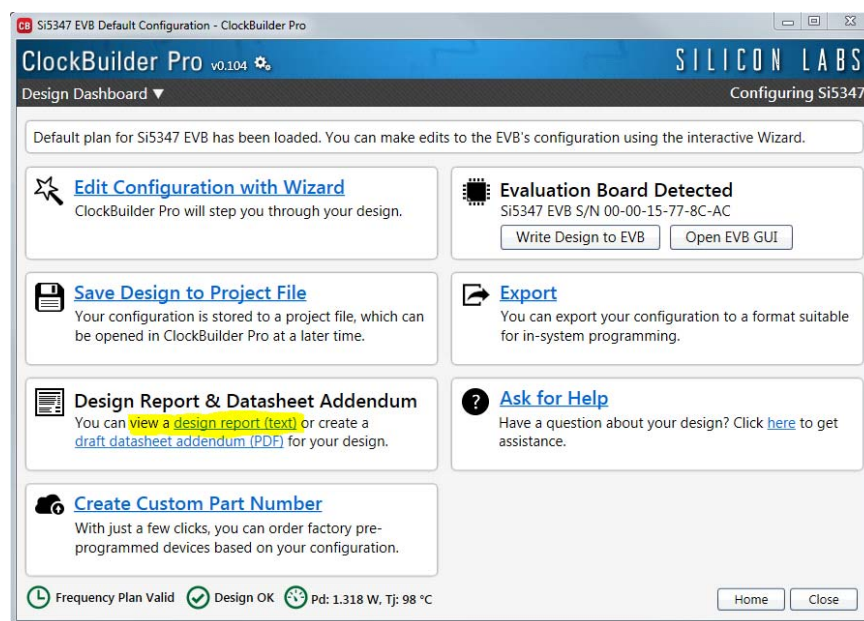 CB Si5347 EVB Default Configuration - ClockBuilder Pro
ClockBuilder Pro v0.104
SILICON LABS
Design Dashboard ▼
Configuring Si5347
Default plan for Si5347 EVB has been loaded. You can make edits to the EVB's configuration using the interactive Wizard.
Edit Configuration with Wizard
ClockBuilder Pro will step you through your design.
Evaluation Board Detected
Si5347 EVB S/N 00-00-15-77-8C-AC
Write Design to EVB
Open EVB GUI
Save Design to Project File
Your configuration is stored to a project file, which can
be opened in ClockBuilder Pro at a later time.
Export
You can export your configuration to a format suitable
for in-system programming.
Design Report & Datasheet Addendum
You can view a design report (text) or create a
draft datasheet addendum (PDF) for your design.
Ask for Help
Have a question about your design? Click here to get
assistance.
Create Custom Part Number
With just a few clicks, you can order factory pre-
programmed devices based on your configuration.
Frequency Plan Valid
Design OK
Pd: 1.318 W, Tj: 98 °C
Home
Close